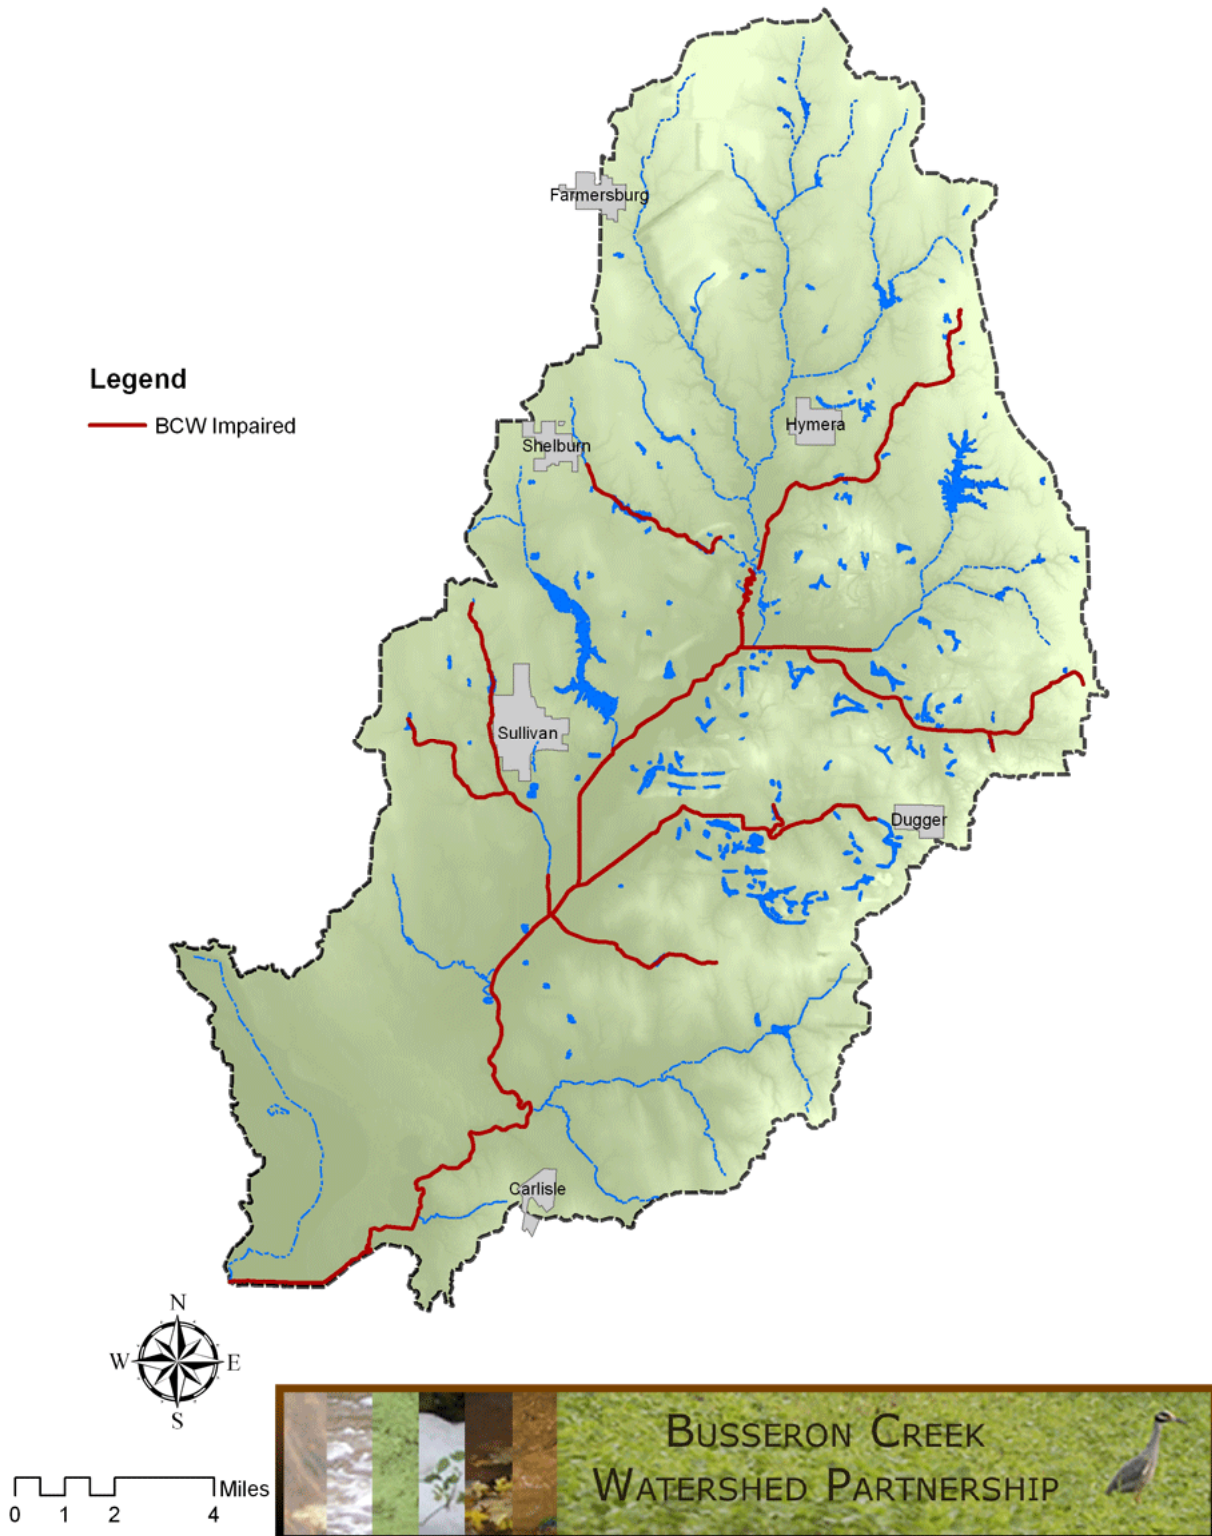 Farmersburg
Legend
BCW Impaired
Hymera
Shelburn
Sullivan
Dugger
Carlisle
N
W E
S
BUSSERON CREEK
WATERSHED PARTNERSHIP
Miles
0 1 2 4